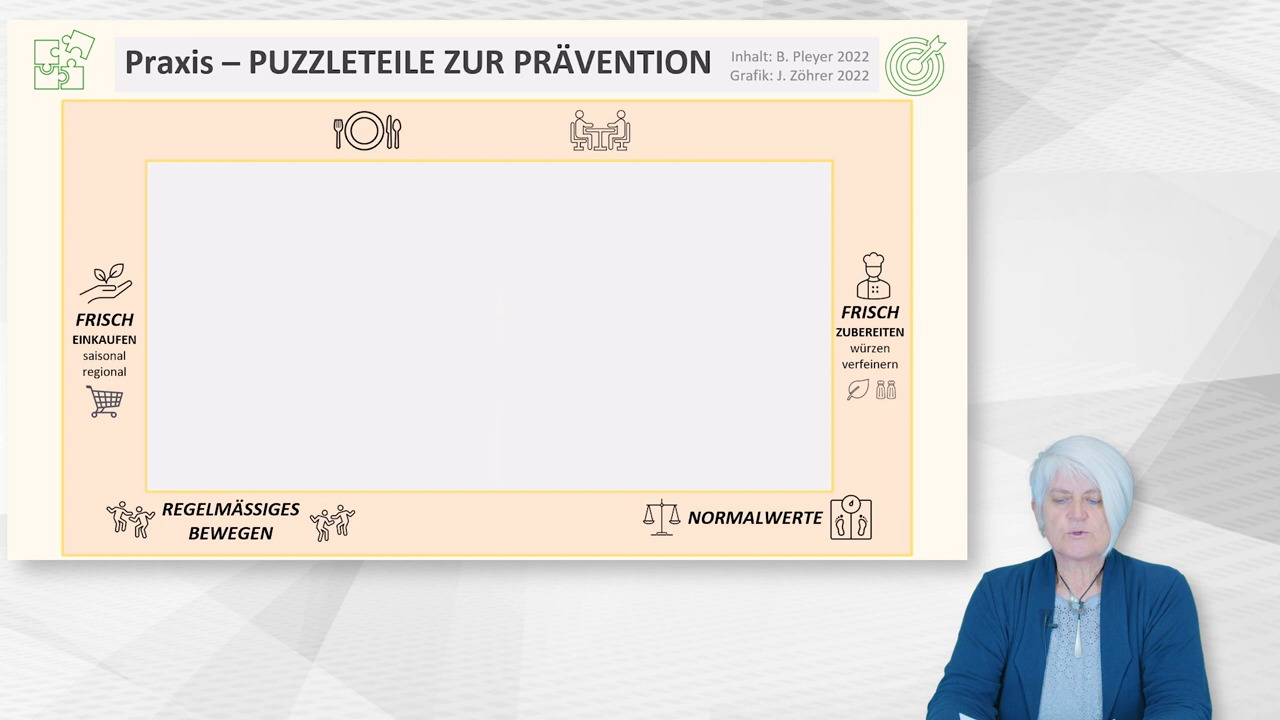 Praxis – PUZZLETEILE ZUR PRÄVENTION
Inhalt: B. Pleyer 2022
Grafik: J. Zöhrer 2022
FRISCH
EINKAUFEN
saisonal
regional
FRISCH
ZUBEREITEN
würzen
verfeinern
REGELMÄSSIGES
BEWEGEN
NORMALWERTE